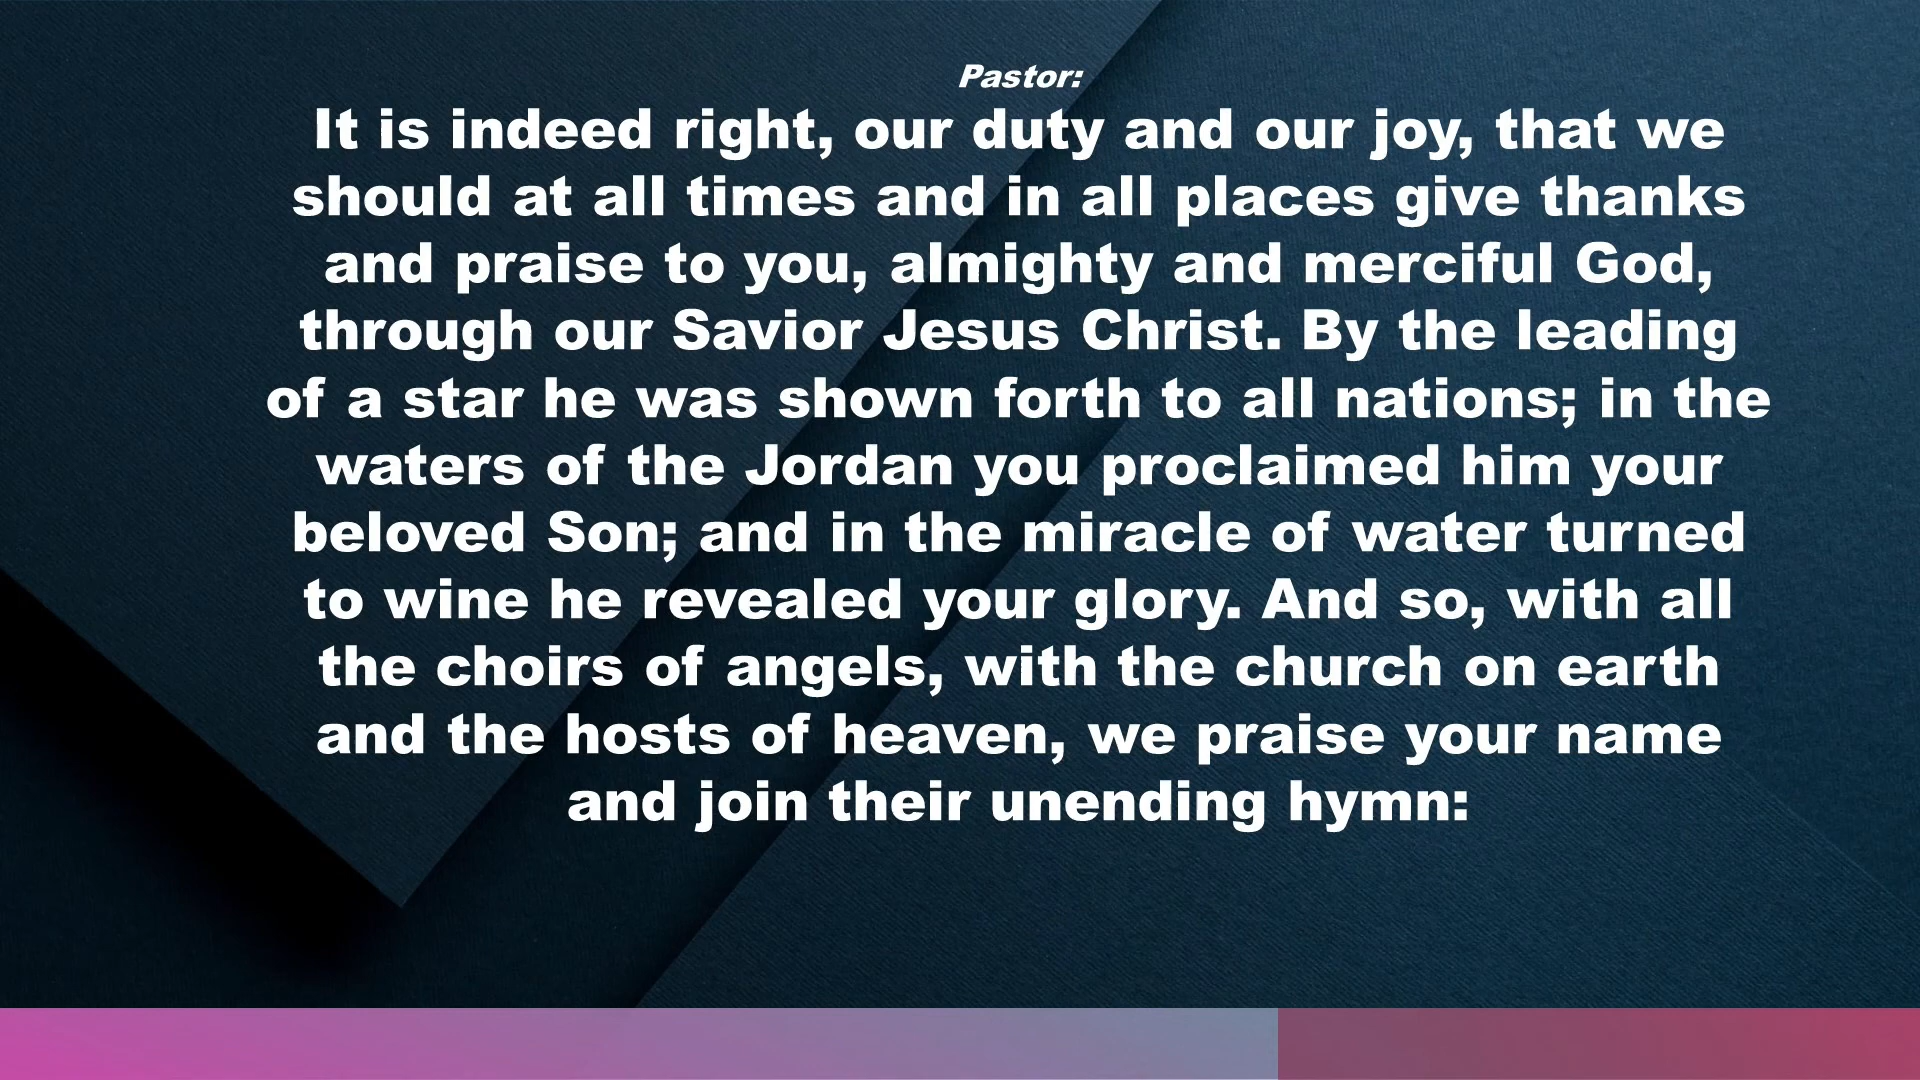 Pastor:
It is indeed right, our duty and our joy, that we
should at all times and in all places give thanks
and praise to you, almighty and merciful God,
through our Savior Jesus Christ. By the leading
of a star he was shown forth to all nations; in the
waters of the Jordan you proclaimed him your
beloved Son; and in the miracle of water turned
to wine he revealed your glory. And so, with all
the choirs of angels, with the church on earth
and the hosts of heaven, we praise your name
and join their unending hymn: